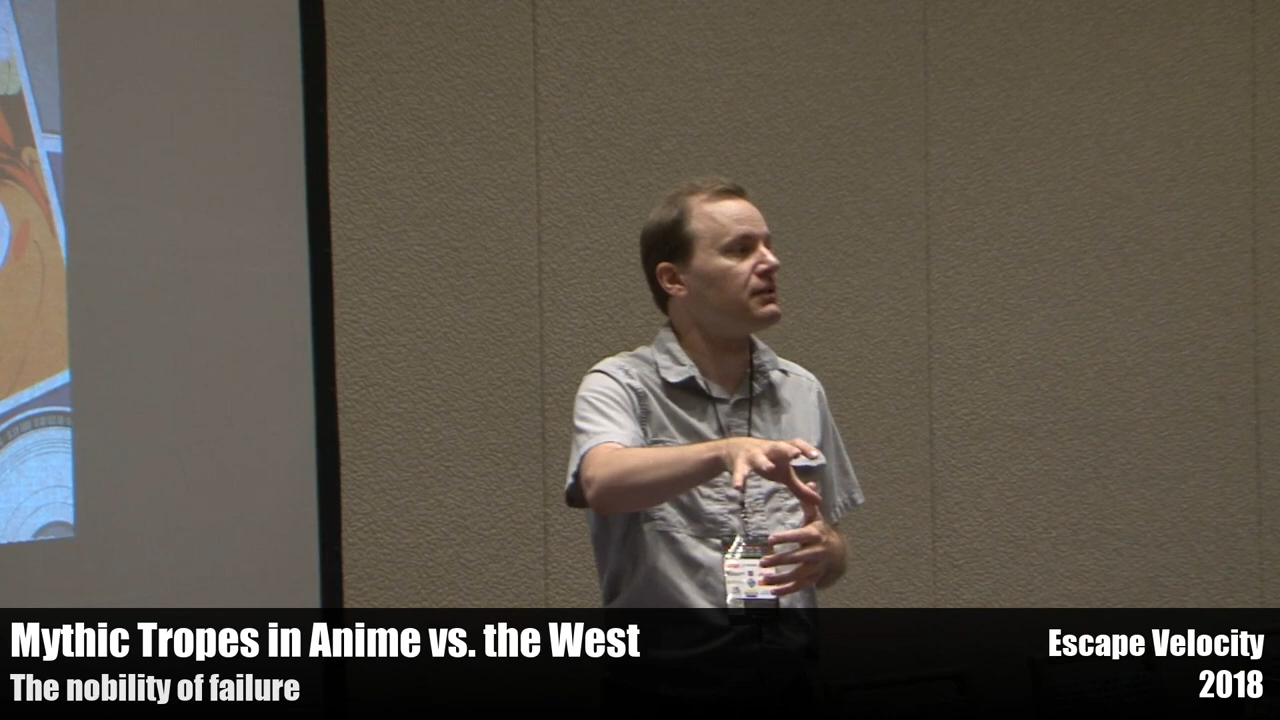 Mythic Tropes in Anime vs. the West
The nobility of failure
Escape Velocity
2018